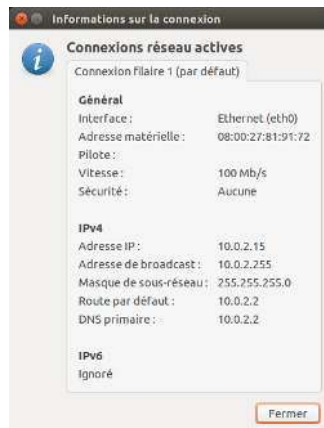 Informations sur la connexion
Connexions réseau actives
Connexion filaire 1 (par défaut)
Général
Interface : Ethernet (eth0)
Adresse matérielle : 08:00:27:81:91:72
Pilote :
Vitesse : 100 Mb/s
Sécurité : Aucune
IPv4
Adresse IP : 10.0.2.15
Adresse de broadcast : 10.0.2.255
Masque de sous-réseau : 255.255.255.0
Route par défaut : 10.0.2.2
DNS primaire : 10.0.2.2
IPv6
Ignoré
Fermer